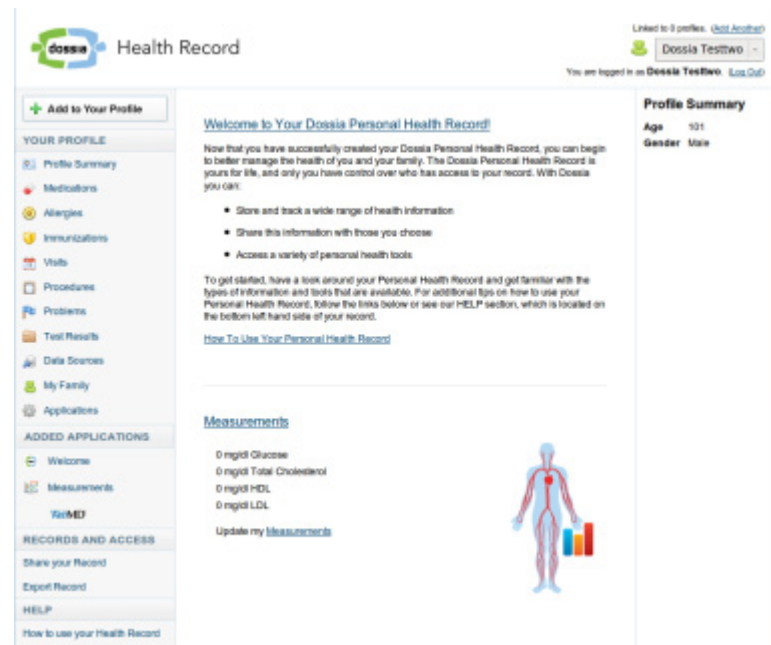 dossia Health Record
Linked to 0 profiles. (Add Another)
Dossia Testtwo
You are logged in as Dossia Testtwo. (Log Out)
Add to Your Profile
YOUR PROFILE
Profile Summary
Medications
Allergies
Immunizations
Visits
Procedures
Problems
Test Results
Data Sources
My Family
Applications
ADDED APPLICATIONS
Welcome
Measurements
WebMD
RECORDS AND ACCESS
Share your Record
Export Record
HELP
How to use your Health Record
Welcome to Your Dossia Personal Health Record!
Now that you have successfully created your Dossia Personal Health Record, you can begin
to better manage the health of you and your family. The Dossia Personal Health Record is
yours for life, and only you have control over who has access to your record. With Dossia
you can:
Store and track a wide range of health information
Share this information with those you choose
Access a variety of personal health tools
To get started, have a look around your Personal Health Record and get familiar with the
types of information and tools that are available. For additional tips on how to use your
Personal Health Record, follow the links below or see our HELP section, which is located on
the bottom left hand side of your record.
How To Use Your Personal Health Record
Measurements
0 mg/dl Glucose
0 mg/dl Total Cholesterol
0 mg/dl HDL
0 mg/dl LDL
Update my Measurements
Profile Summary
Age 101
Gender Male